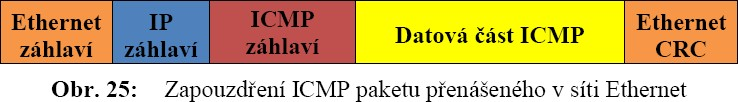 Ethernet záhlaví
IP záhlaví
ICMP záhlaví
Datová část ICMP
Ethernet CRC
Obr. 25: Zapouzdření ICMP paketu přenášeného v síti Ethernet